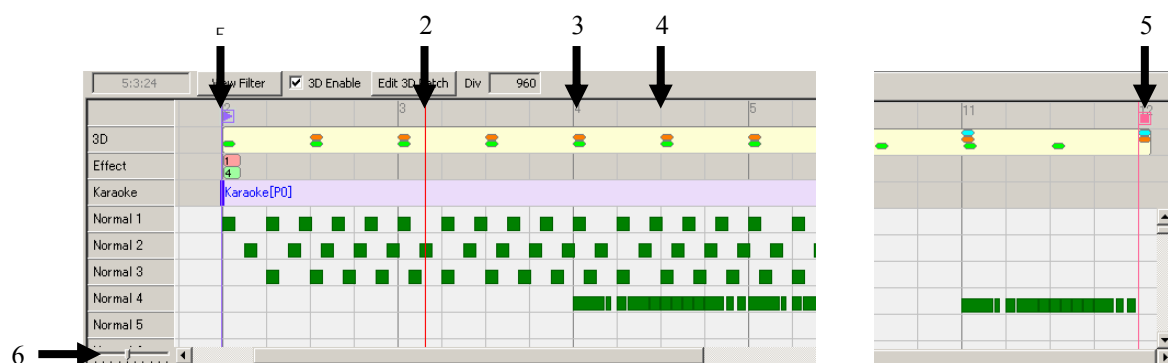 2 3 4 5
5:3:24 View Filter 3D Enable Edit 3D Patch Div 960
2 3 4 5 11 12
3D
Effect 1
4
Karaoke Karaoke[P0]
Normal 1
Normal 2
Normal 3
Normal 4
Normal 5
6